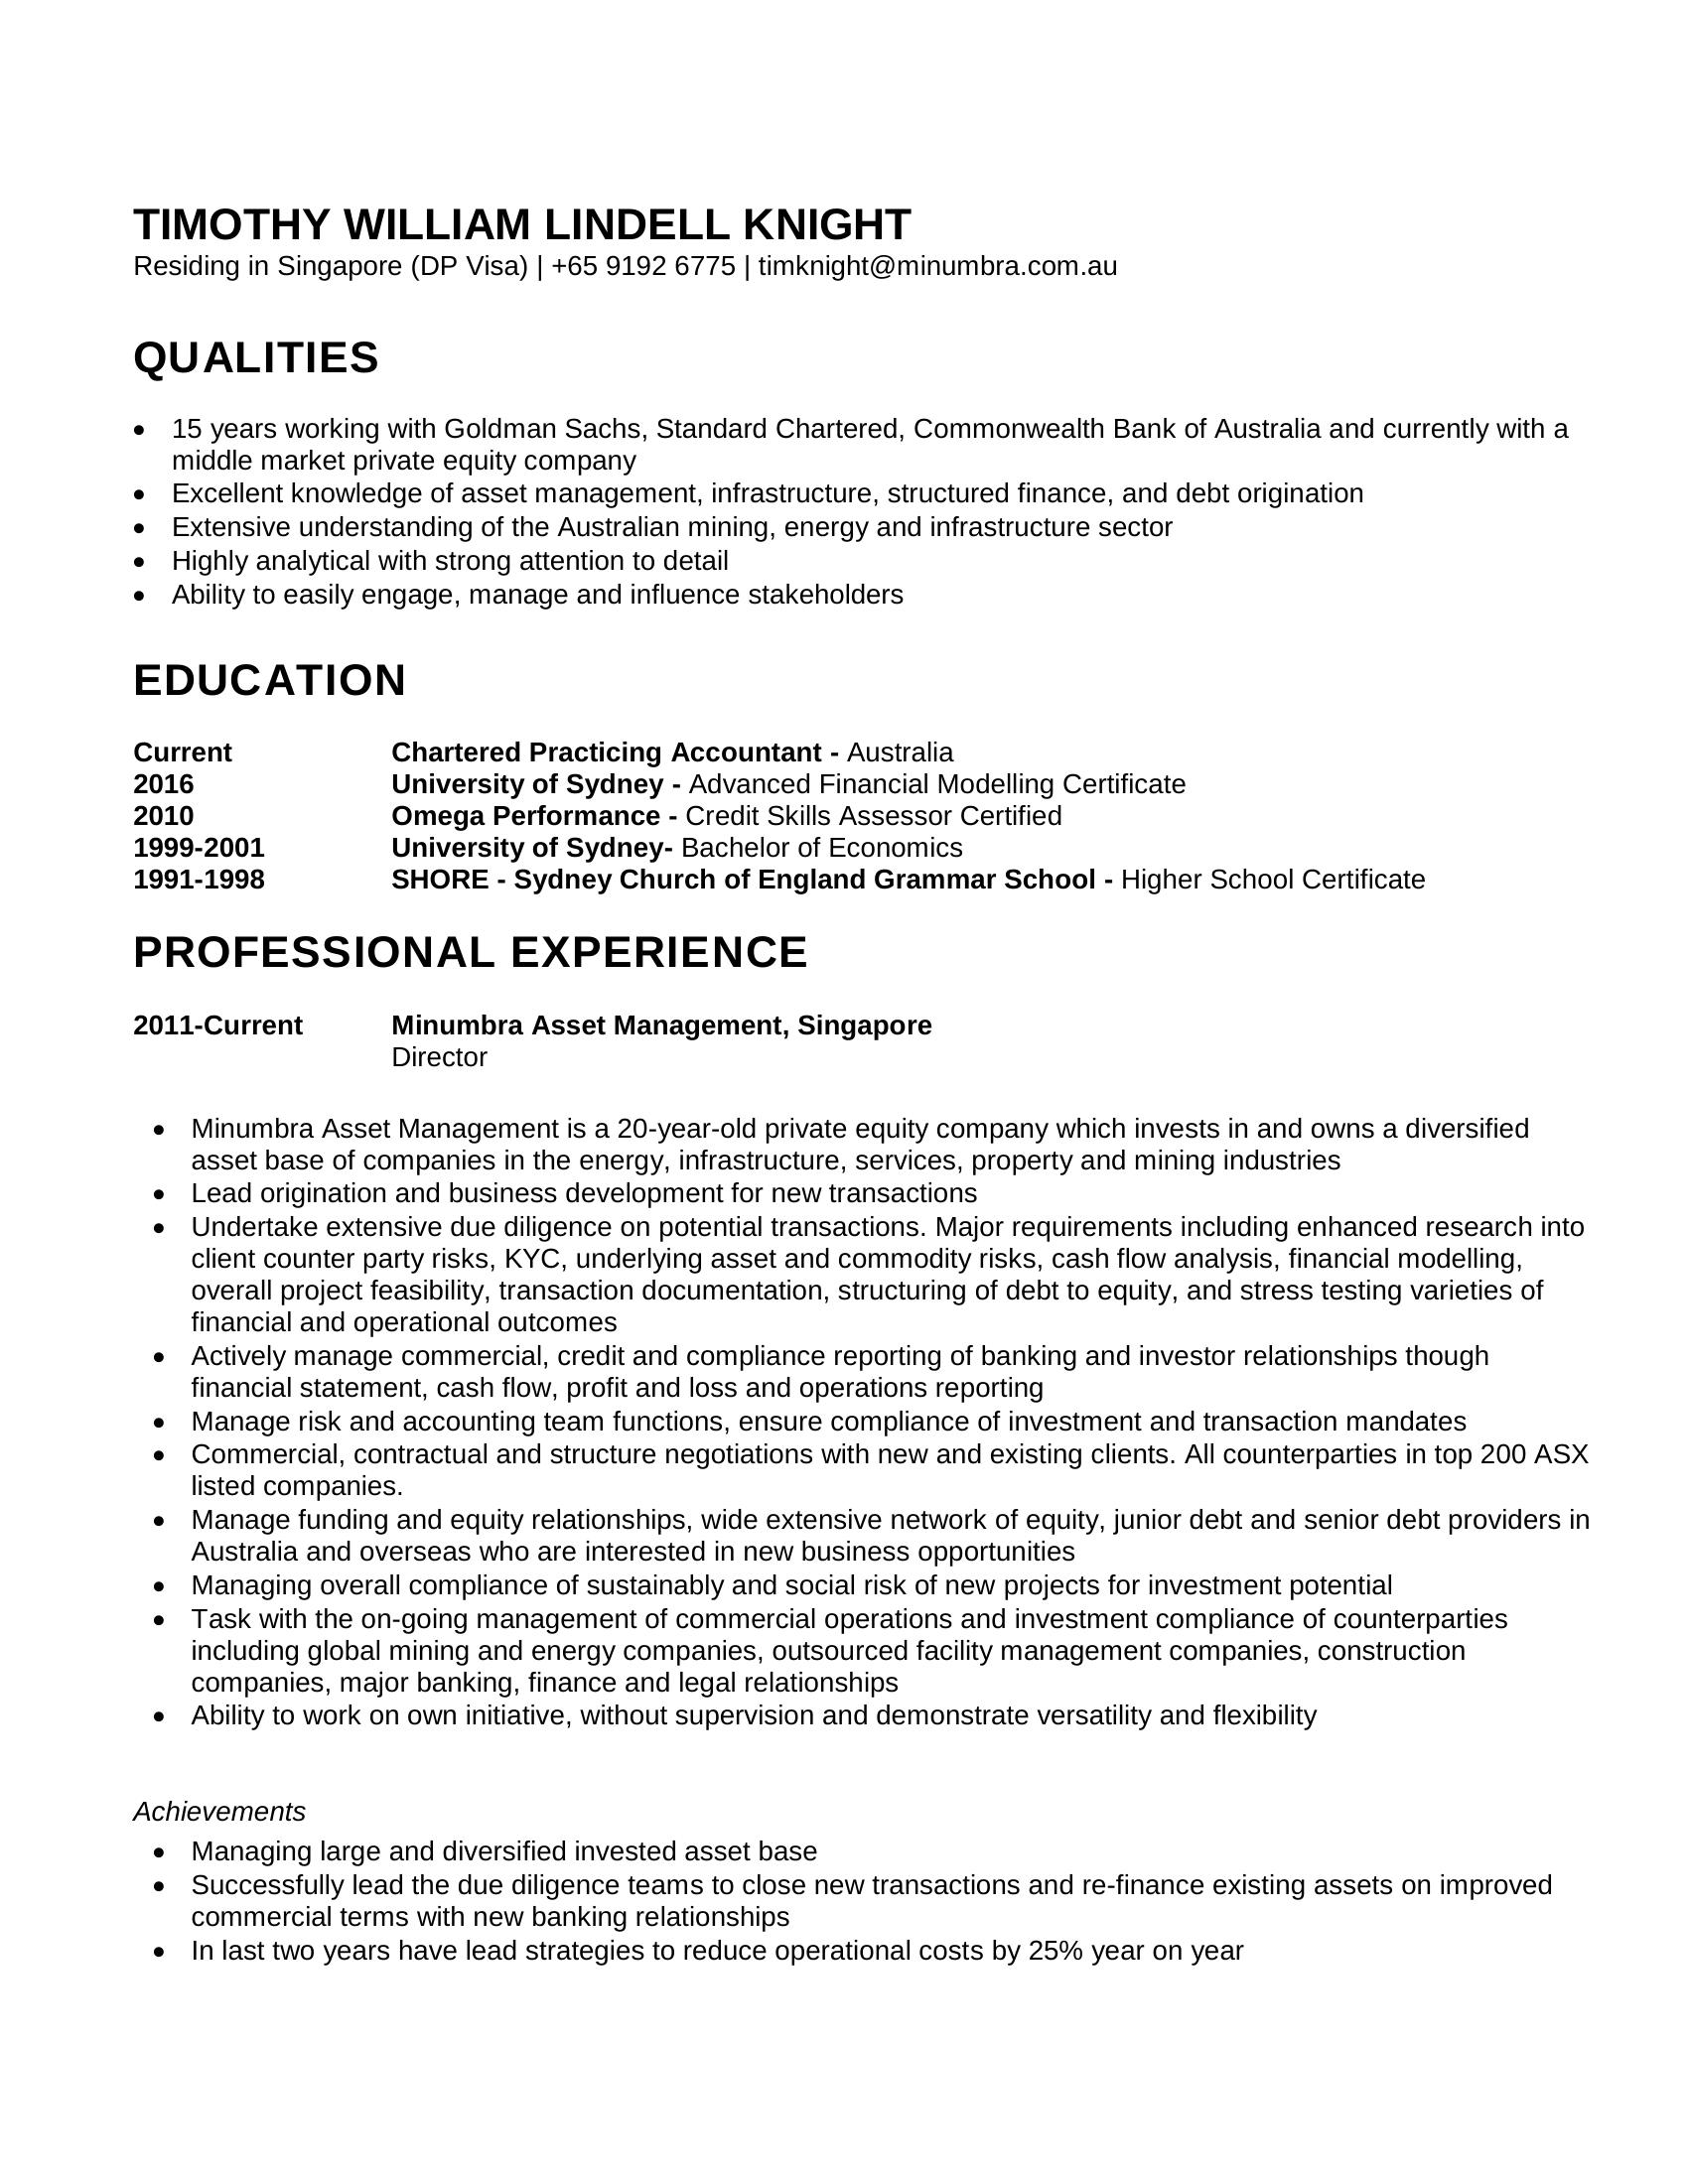 TIMOTHY WILLIAM LINDELL KNIGHT
Residing in Singapore (DP Visa) | +65 9192 6775 | timknight@minumbra.com.au
QUALITIES
• 15 years working with Goldman Sachs, Standard Chartered, Commonwealth Bank of Australia and currently with a
middle market private equity company
• Excellent knowledge of asset management, infrastructure, structured finance, and debt origination
• Extensive understanding of the Australian mining, energy and infrastructure sector
• Highly analytical with strong attention to detail
• Ability to easily engage, manage and influence stakeholders
EDUCATION
Current Chartered Practicing Accountant - Australia
2016 University of Sydney - Advanced Financial Modelling Certificate
2010 Omega Performance - Credit Skills Assessor Certified
1999-2001 University of Sydney- Bachelor of Economics
1991-1998 SHORE - Sydney Church of England Grammar School - Higher School Certificate
PROFESSIONAL EXPERIENCE
2011-Current Minumbra Asset Management, Singapore
Director
• Minumbra Asset Management is a 20-year-old private equity company which invests in and owns a diversified
asset base of companies in the energy, infrastructure, services, property and mining industries
• Lead origination and business development for new transactions
• Undertake extensive due diligence on potential transactions. Major requirements including enhanced research into
client counter party risks, KYC, underlying asset and commodity risks, cash flow analysis, financial modelling,
overall project feasibility, transaction documentation, structuring of debt to equity, and stress testing varieties of
financial and operational outcomes
• Actively manage commercial, credit and compliance reporting of banking and investor relationships though
financial statement, cash flow, profit and loss and operations reporting
• Manage risk and accounting team functions, ensure compliance of investment and transaction mandates
• Commercial, contractual and structure negotiations with new and existing clients. All counterparties in top 200 ASX
listed companies.
• Manage funding and equity relationships, wide extensive network of equity, junior debt and senior debt providers in
Australia and overseas who are interested in new business opportunities
• Managing overall compliance of sustainably and social risk of new projects for investment potential
• Task with the on-going management of commercial operations and investment compliance of counterparties
including global mining and energy companies, outsourced facility management companies, construction
companies, major banking, finance and legal relationships
• Ability to work on own initiative, without supervision and demonstrate versatility and flexibility
Achievements
• Managing large and diversified invested asset base
• Successfully lead the due diligence teams to close new transactions and re-finance existing assets on improved
commercial terms with new banking relationships
• In last two years have lead strategies to reduce operational costs by 25% year on year